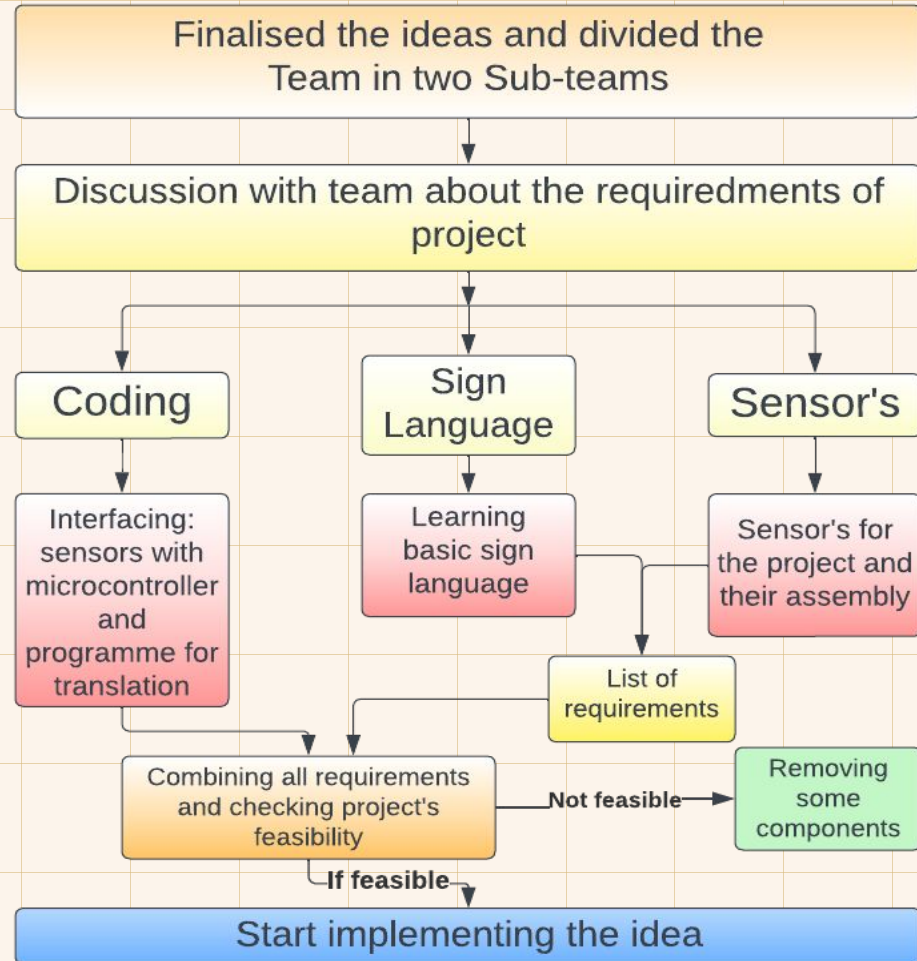 Finalised the ideas and divided the
Team in two Sub-teams
Discussion with team about the requiredments of
project
Coding
Sign
Language
Sensor's
Interfacing:
sensors with
microcontroller
and
programme for
translation
Learning
basic sign
language
Sensor's for
the project and
their assembly
List of
requirements
Combining all requirements
and checking project's
feasibility
Not feasible
Removing
some
components
If feasible
Start implementing the idea